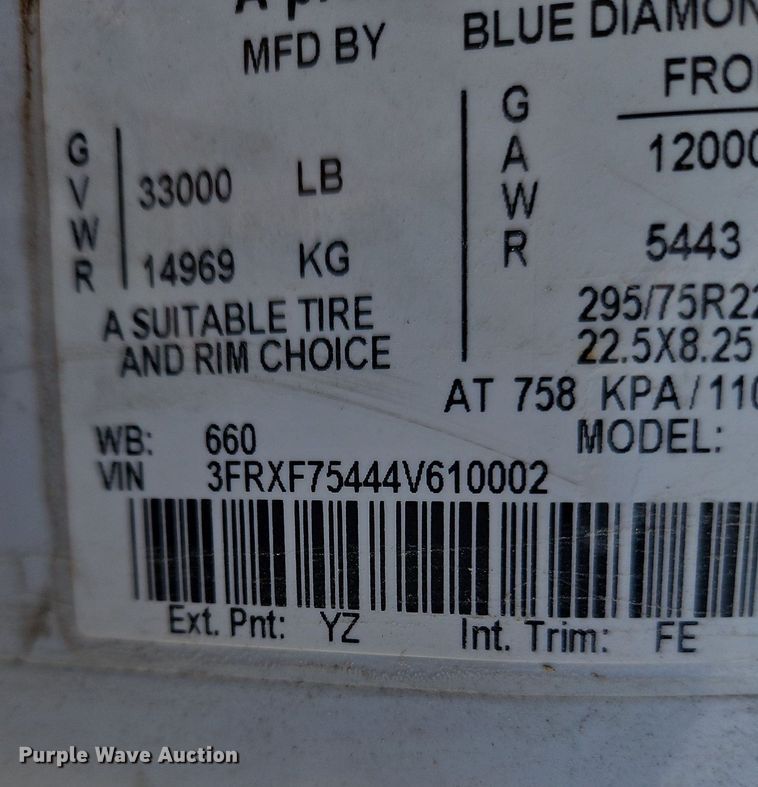 MFD BY BLUE DIAMON
GVWR
33000 LB
14969 KG
A SUITABLE TIRE
AND RIM CHOICE
GAWR
FRO
12000
5443
295/75R22
22.5X8.25
AT 758 KPA/110
WB: 660 MODEL:
VIN 3FRXF75444V610002
Ext. Pnt: YZ Int. Trim: FE
Purple Wave Auction